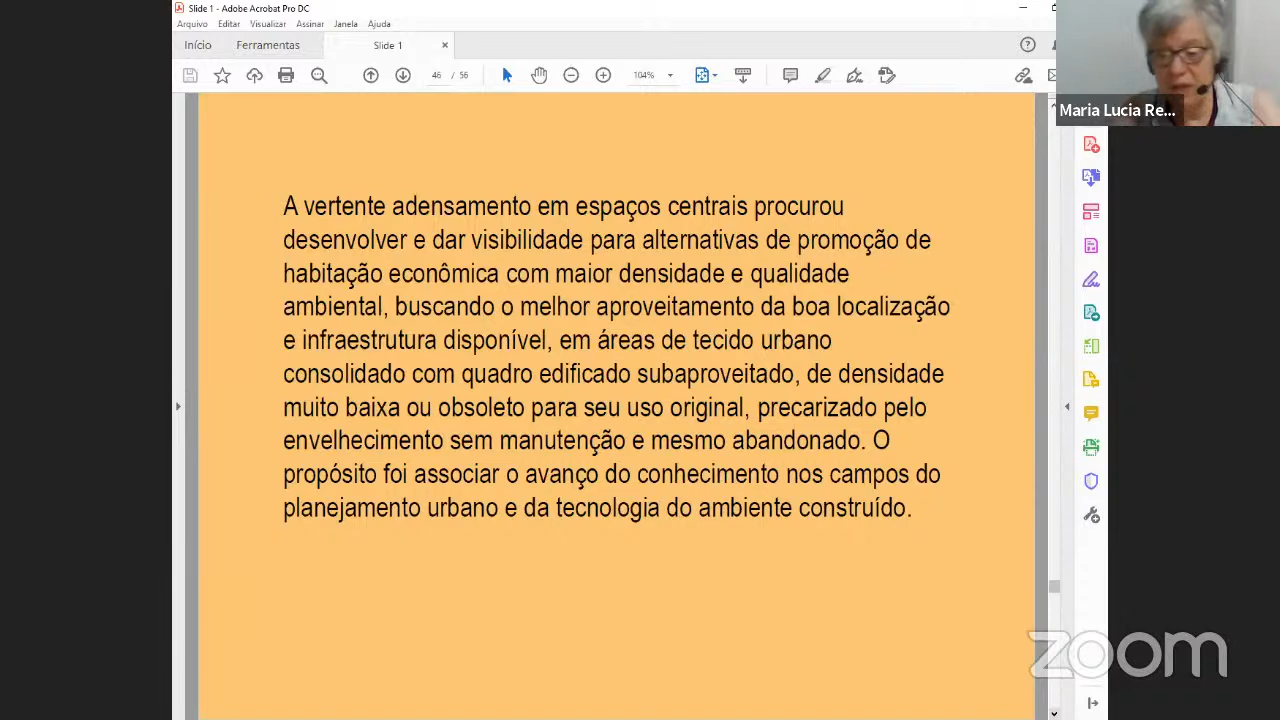 Slide 1 - Adobe Acrobat Pro DC
Arquivo Editar Visualizar Assinar Janela Ajuda
Início Ferramentas Slide 1
46 / 56 104%
Maria Lucia Re...
A vertente adensamento em espaços centrais procurou
desenvolver e dar visibilidade para alternativas de promoção de
habitação econômica com maior densidade e qualidade
ambiental, buscando o melhor aproveitamento da boa localização
e infraestrutura disponível, em áreas de tecido urbano
consolidado com quadro edificado subaproveitado, de densidade
muito baixa ou obsoleto para seu uso original, precarizado pelo
envelhecimento sem manutenção e mesmo abandonado. O
propósito foi associar o avanço do conhecimento nos campos do
planejamento urbano e da tecnologia do ambiente construído.
zoom